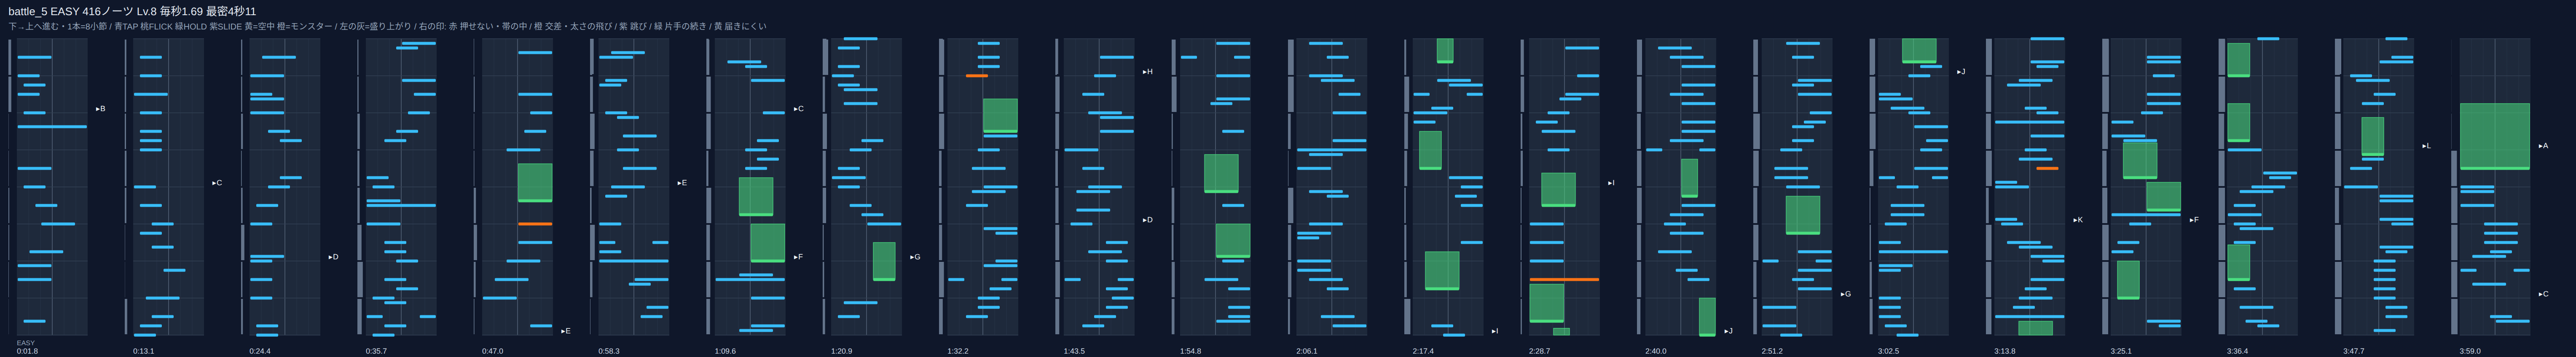 battle_5 EASY 416ノーツ Lv.8 毎秒1.69 最密4秒11
下→上へ進む・1本=8小節 / 青TAP 桃FLICK 緑HOLD 紫SLIDE 黄=空中 橙=モンスター / 左の灰=盛り上がり / 右の印: 赤 押せない・帯の中 / 橙 交差・太さの飛び / 紫 跳び / 緑 片手の続き / 黄 届きにくい
▸H
▸J
▸B
▸C
▸L
▸A
▸C
▸E
▸I
▸D
▸K
▸F
▸D
▸F
▸G
▸G
▸C
▸E
▸I
▸J
EASY
0:01.8 0:13.1 0:24.4 0:35.7 0:47.0 0:58.3 1:09.6 1:20.9 1:32.2 1:43.5 1:54.8 2:06.1 2:17.4 2:28.7 2:40.0 2:51.2 3:02.5 3:13.8 3:25.1 3:36.4 3:47.7 3:59.0